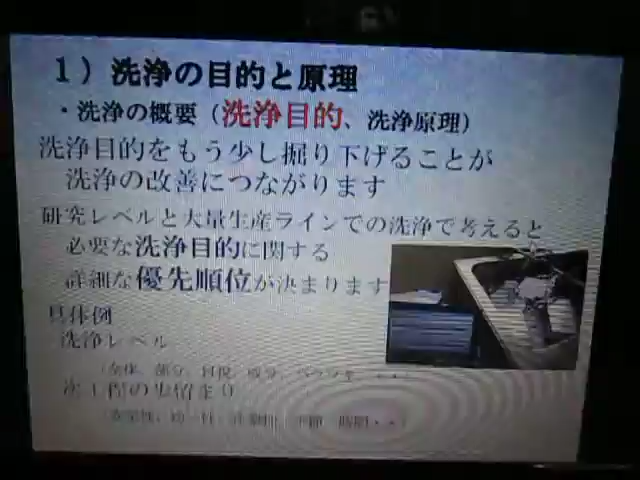 1）洗浄の目的と原理
・洗浄の概要（洗浄目的、洗浄原理）
洗浄目的をもう少し掘り下げることが
洗浄の改善につながります
研究レベルと大量生産ラインでの洗浄で考えると
必要な洗浄目的に関する
詳細な優先順位が決まります
具体例
洗浄レベル
次工程の歩留まり